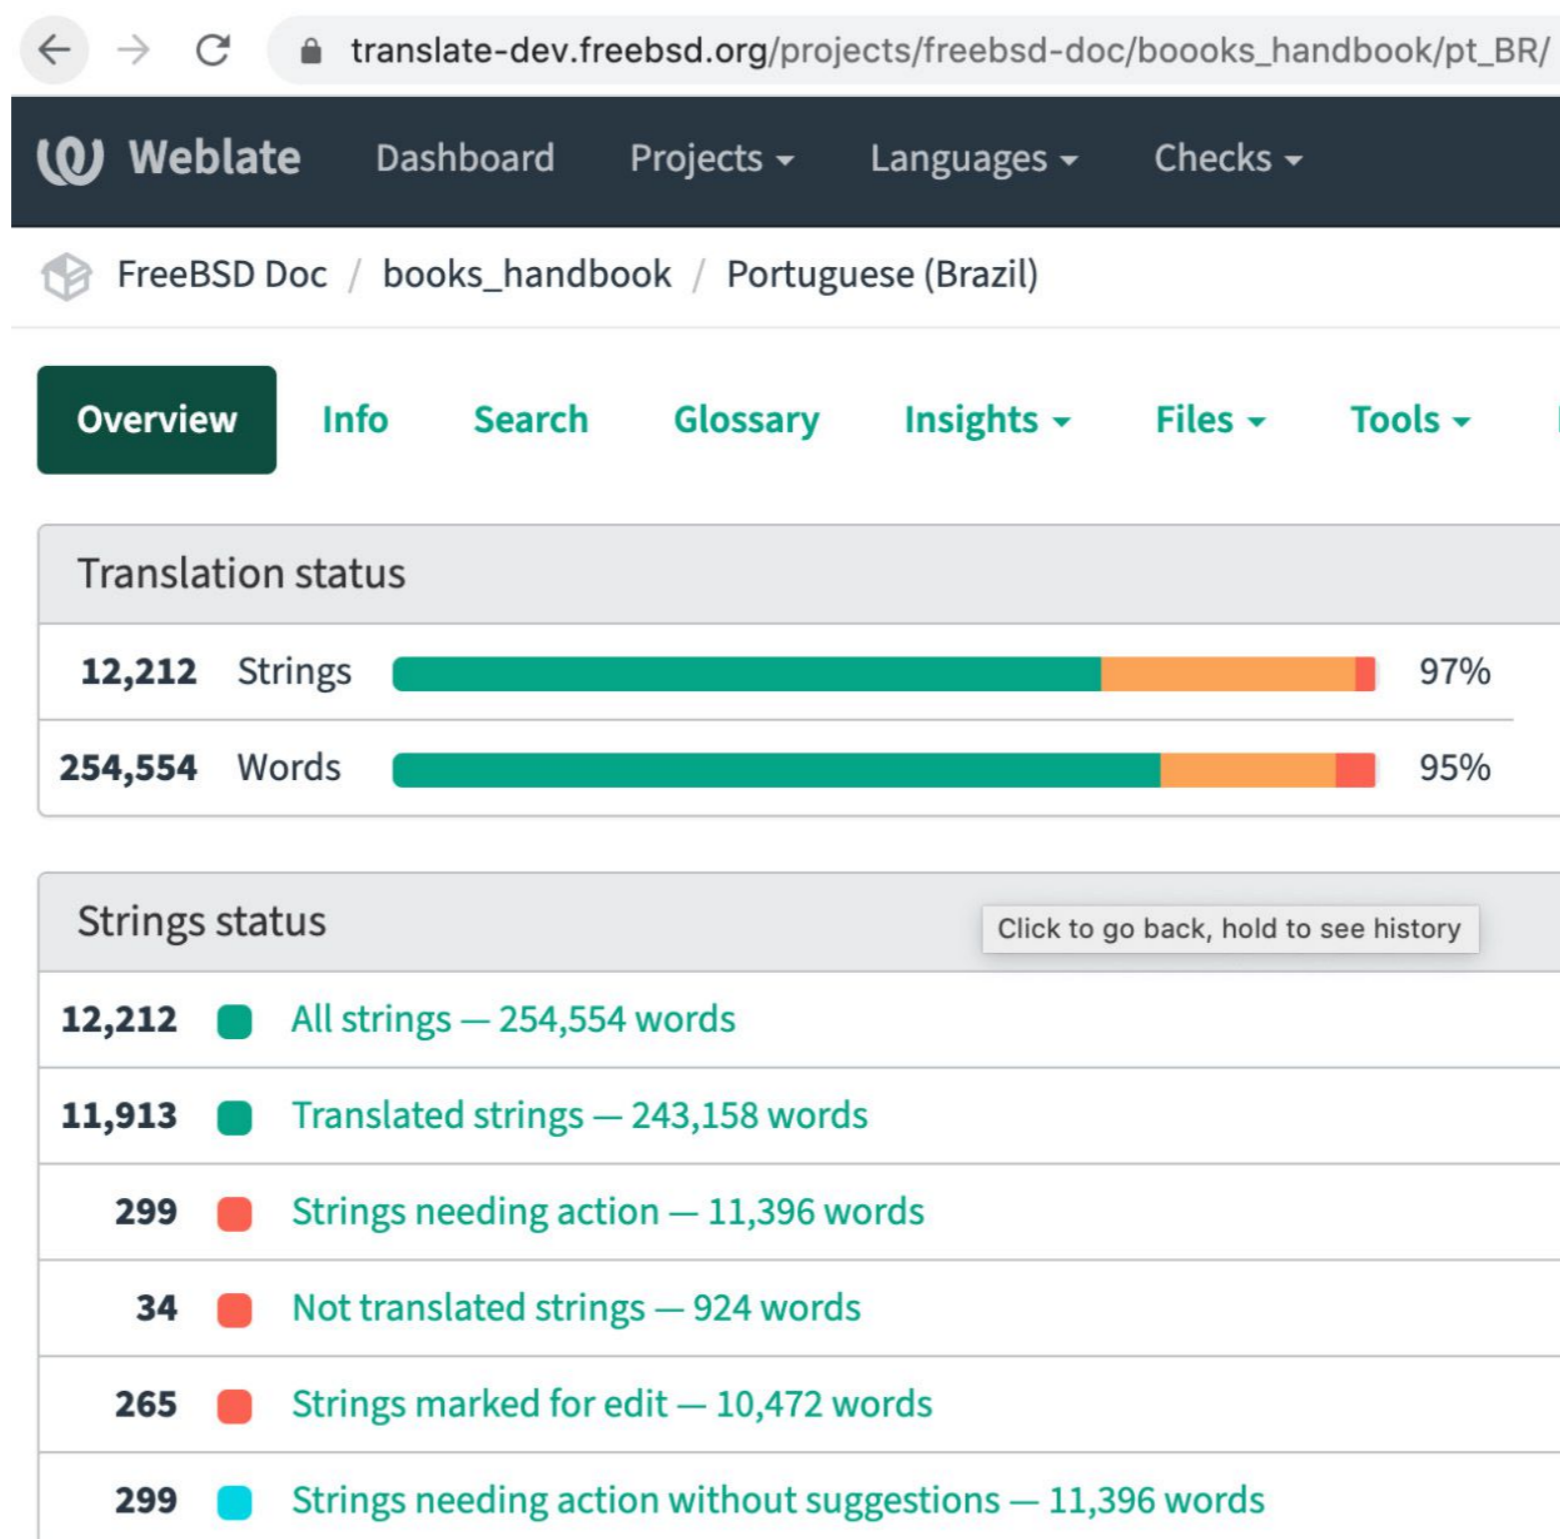 translate-dev.freebsd.org/projects/freebsd-doc/boooks_handbook/pt_BR/
Weblate Dashboard Projects Languages Checks
FreeBSD Doc / books_handbook / Portuguese (Brazil)
Overview Info Search Glossary Insights Files Tools
Translation status
12,212 Strings 97%
254,554 Words 95%
Strings status
Click to go back, hold to see history
12,212 All strings — 254,554 words
11,913 Translated strings — 243,158 words
299 Strings needing action — 11,396 words
34 Not translated strings — 924 words
265 Strings marked for edit — 10,472 words
299 Strings needing action without suggestions — 11,396 words